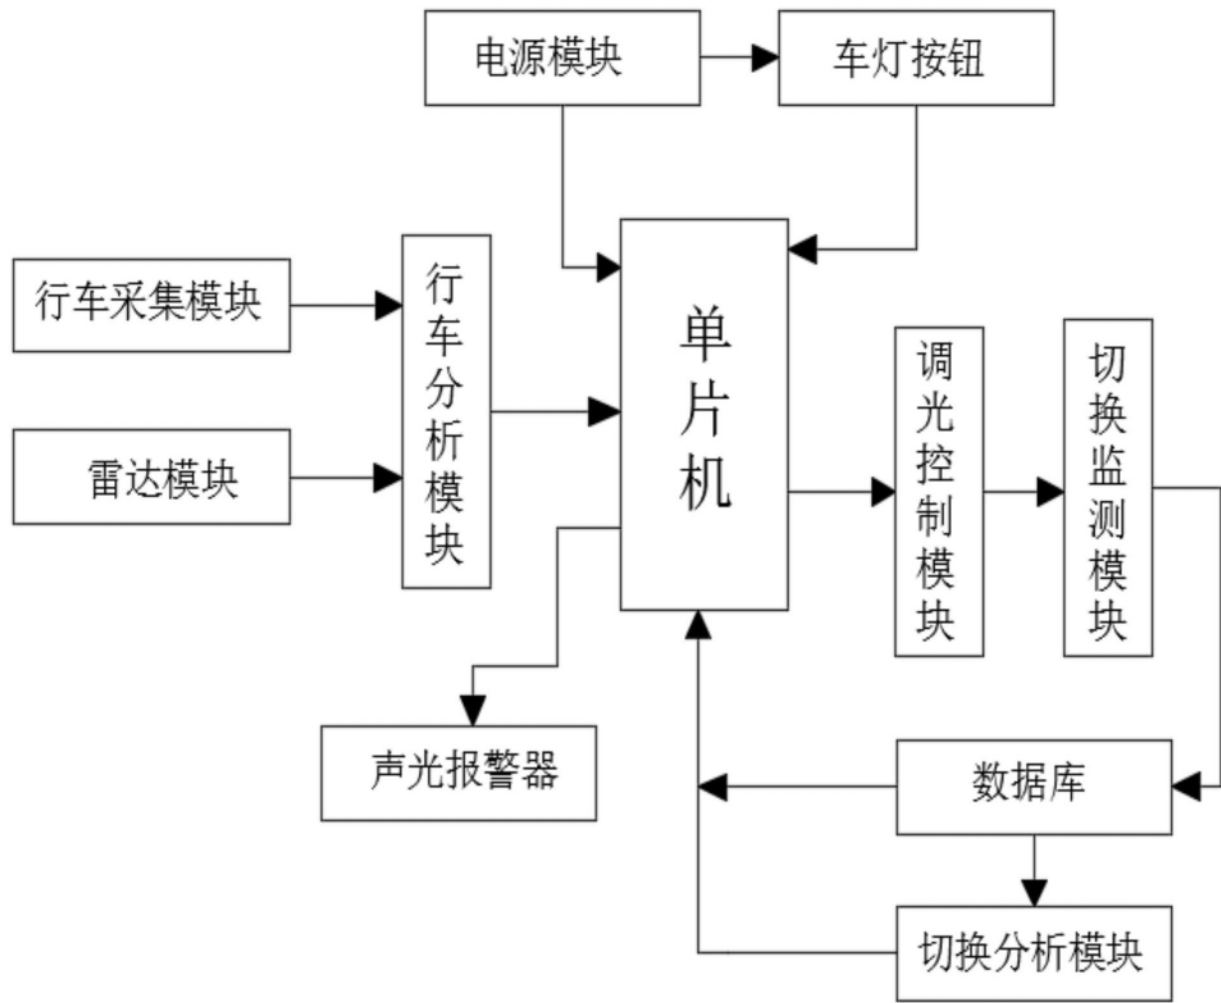 电源模块
车灯按钮
行车采集模块
雷达模块
行车分析模块
单片机
调光控制模块
切换监测模块
声光报警器
数据库
切换分析模块